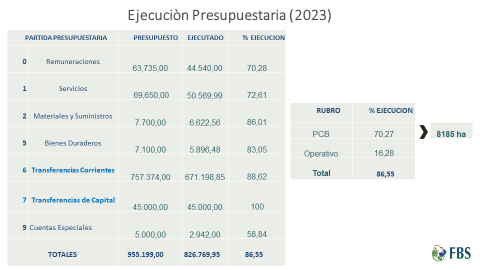 Ejecuciòn Presupuestaria (2023)
PARTIDA PRESUPUESTARIA PRESUPUESTO EJECUTADO % EJECUCION
0 Remuneraciones 63,735.00 44.540.00 70,28
1 Servicios 69,650.00 50.569,99 72,61
2 Materiales y Suministros 7.700,00 6.622,56 86,01
5 Bienes Duraderos 7.100,00 5.896,48 83,05
6 Transferencias Corrientes 757.374,00 671.198,85 88,62
7 Transferencias de Capital 45.000,00 45.000,00 100
9 Cuentas Especiales 5.000,00 2.942,00 58,84
TOTALES 955.199,00 826.769,95 86,55
RUBRO % EJECUCION
PCB 70,27
Operativo 16,28
Total 86,55
8185 ha
FBS